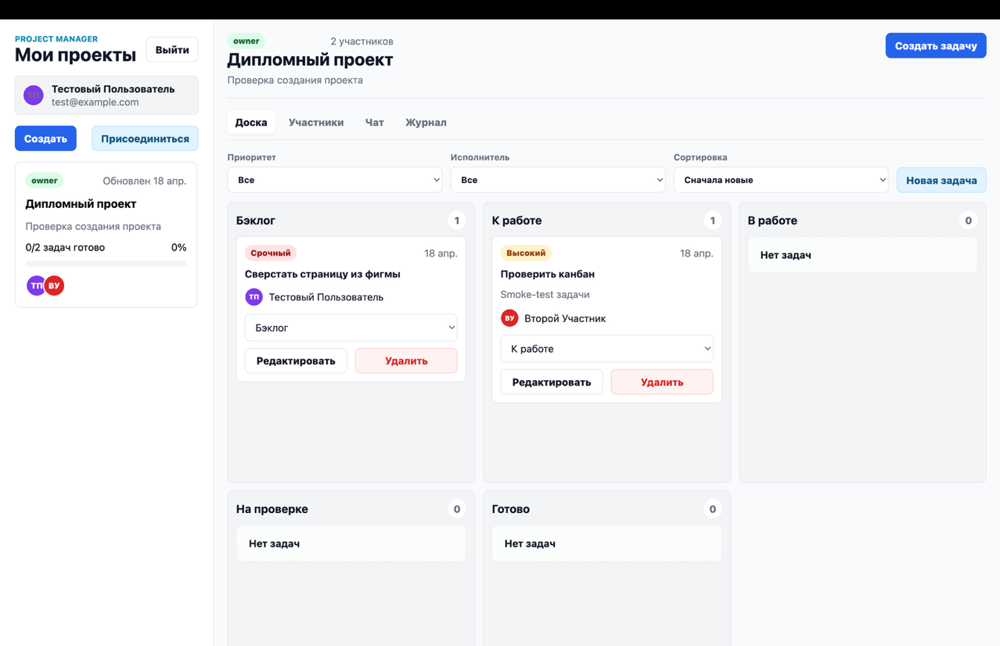 PROJECT MANAGER
Мои проекты
Выйти
ТП
Тестовый Пользователь
test@example.com
Создать
Присоединиться
owner
Обновлен 18 апр.
Дипломный проект
Проверка создания проекта
0/2 задач готово
0%
ТП
ВУ
owner
2 участников
Дипломный проект
Проверка создания проекта
Создать задачу
Доска
Участники
Чат
Журнал
Приоритет
Все
Исполнитель
Все
Сортировка
Сначала новые
Новая задача
Бэклог
1
Срочный
18 апр.
Сверстать страницу из фигмы
ТП
Тестовый Пользователь
Бэклог
Редактировать
Удалить
К работе
1
Высокий
18 апр.
Проверить канбан
Smoke-test задачи
ВУ
Второй Участник
К работе
Редактировать
Удалить
В работе
0
Нет задач
На проверке
0
Нет задач
Готово
0
Нет задач